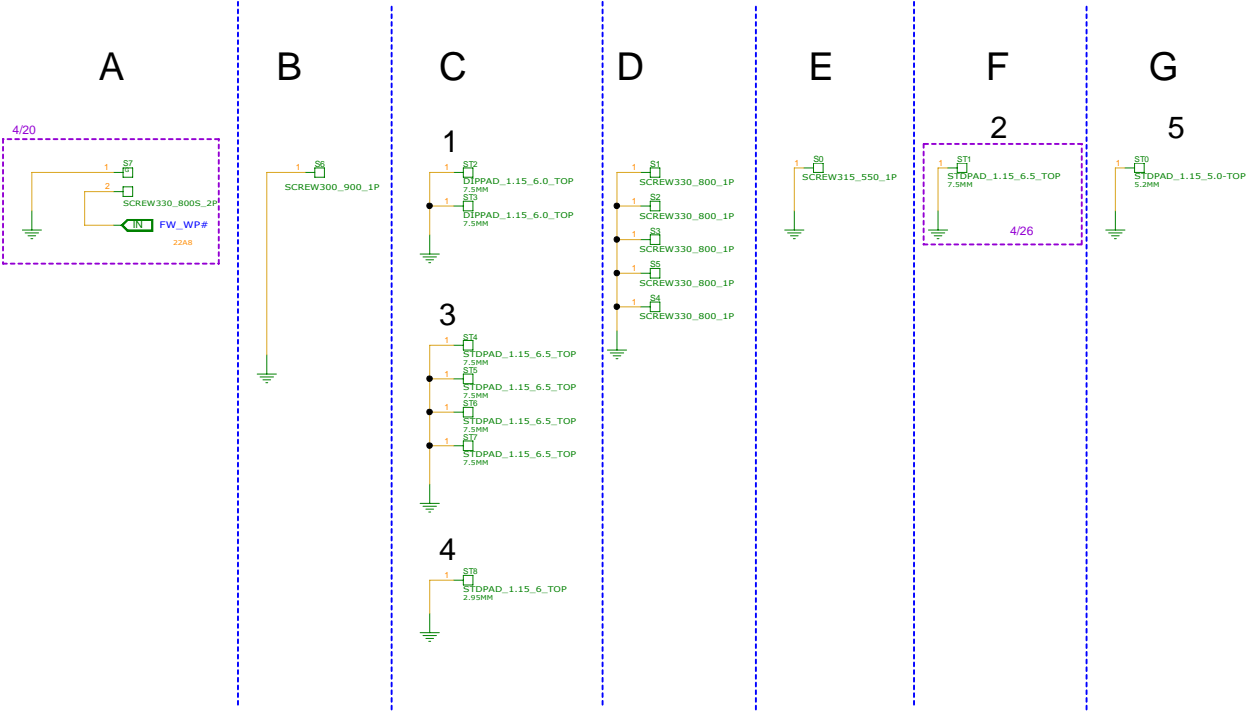 A
B
C
D
E
F
G
4/20
1
S7
G
2
SCREW330_800S_2P
IN
FW_WP#
22A8
1
S6
SCREW300_900_1P
1
1
ST2
DIPPAD_1.15_6.0_TOP
7.5MM
1
ST3
DIPPAD_1.15_6.0_TOP
7.5MM
3
1
ST4
STDPAD_1.15_6.5_TOP
7.5MM
1
ST5
STDPAD_1.15_6.5_TOP
7.5MM
1
ST6
STDPAD_1.15_6.5_TOP
7.5MM
1
ST7
STDPAD_1.15_6.5_TOP
7.5MM
4
1
ST8
STDPAD_1.15_6_TOP
2.95MM
1
S1
SCREW330_800_1P
1
S2
SCREW330_800_1P
1
S3
SCREW330_800_1P
1
S5
SCREW330_800_1P
1
S4
SCREW330_800_1P
1
S0
SCREW315_550_1P
2
1
ST1
STDPAD_1.15_6.5_TOP
7.5MM
4/26
5
1
ST0
STDPAD_1.15_5.0-TOP
5.2MM